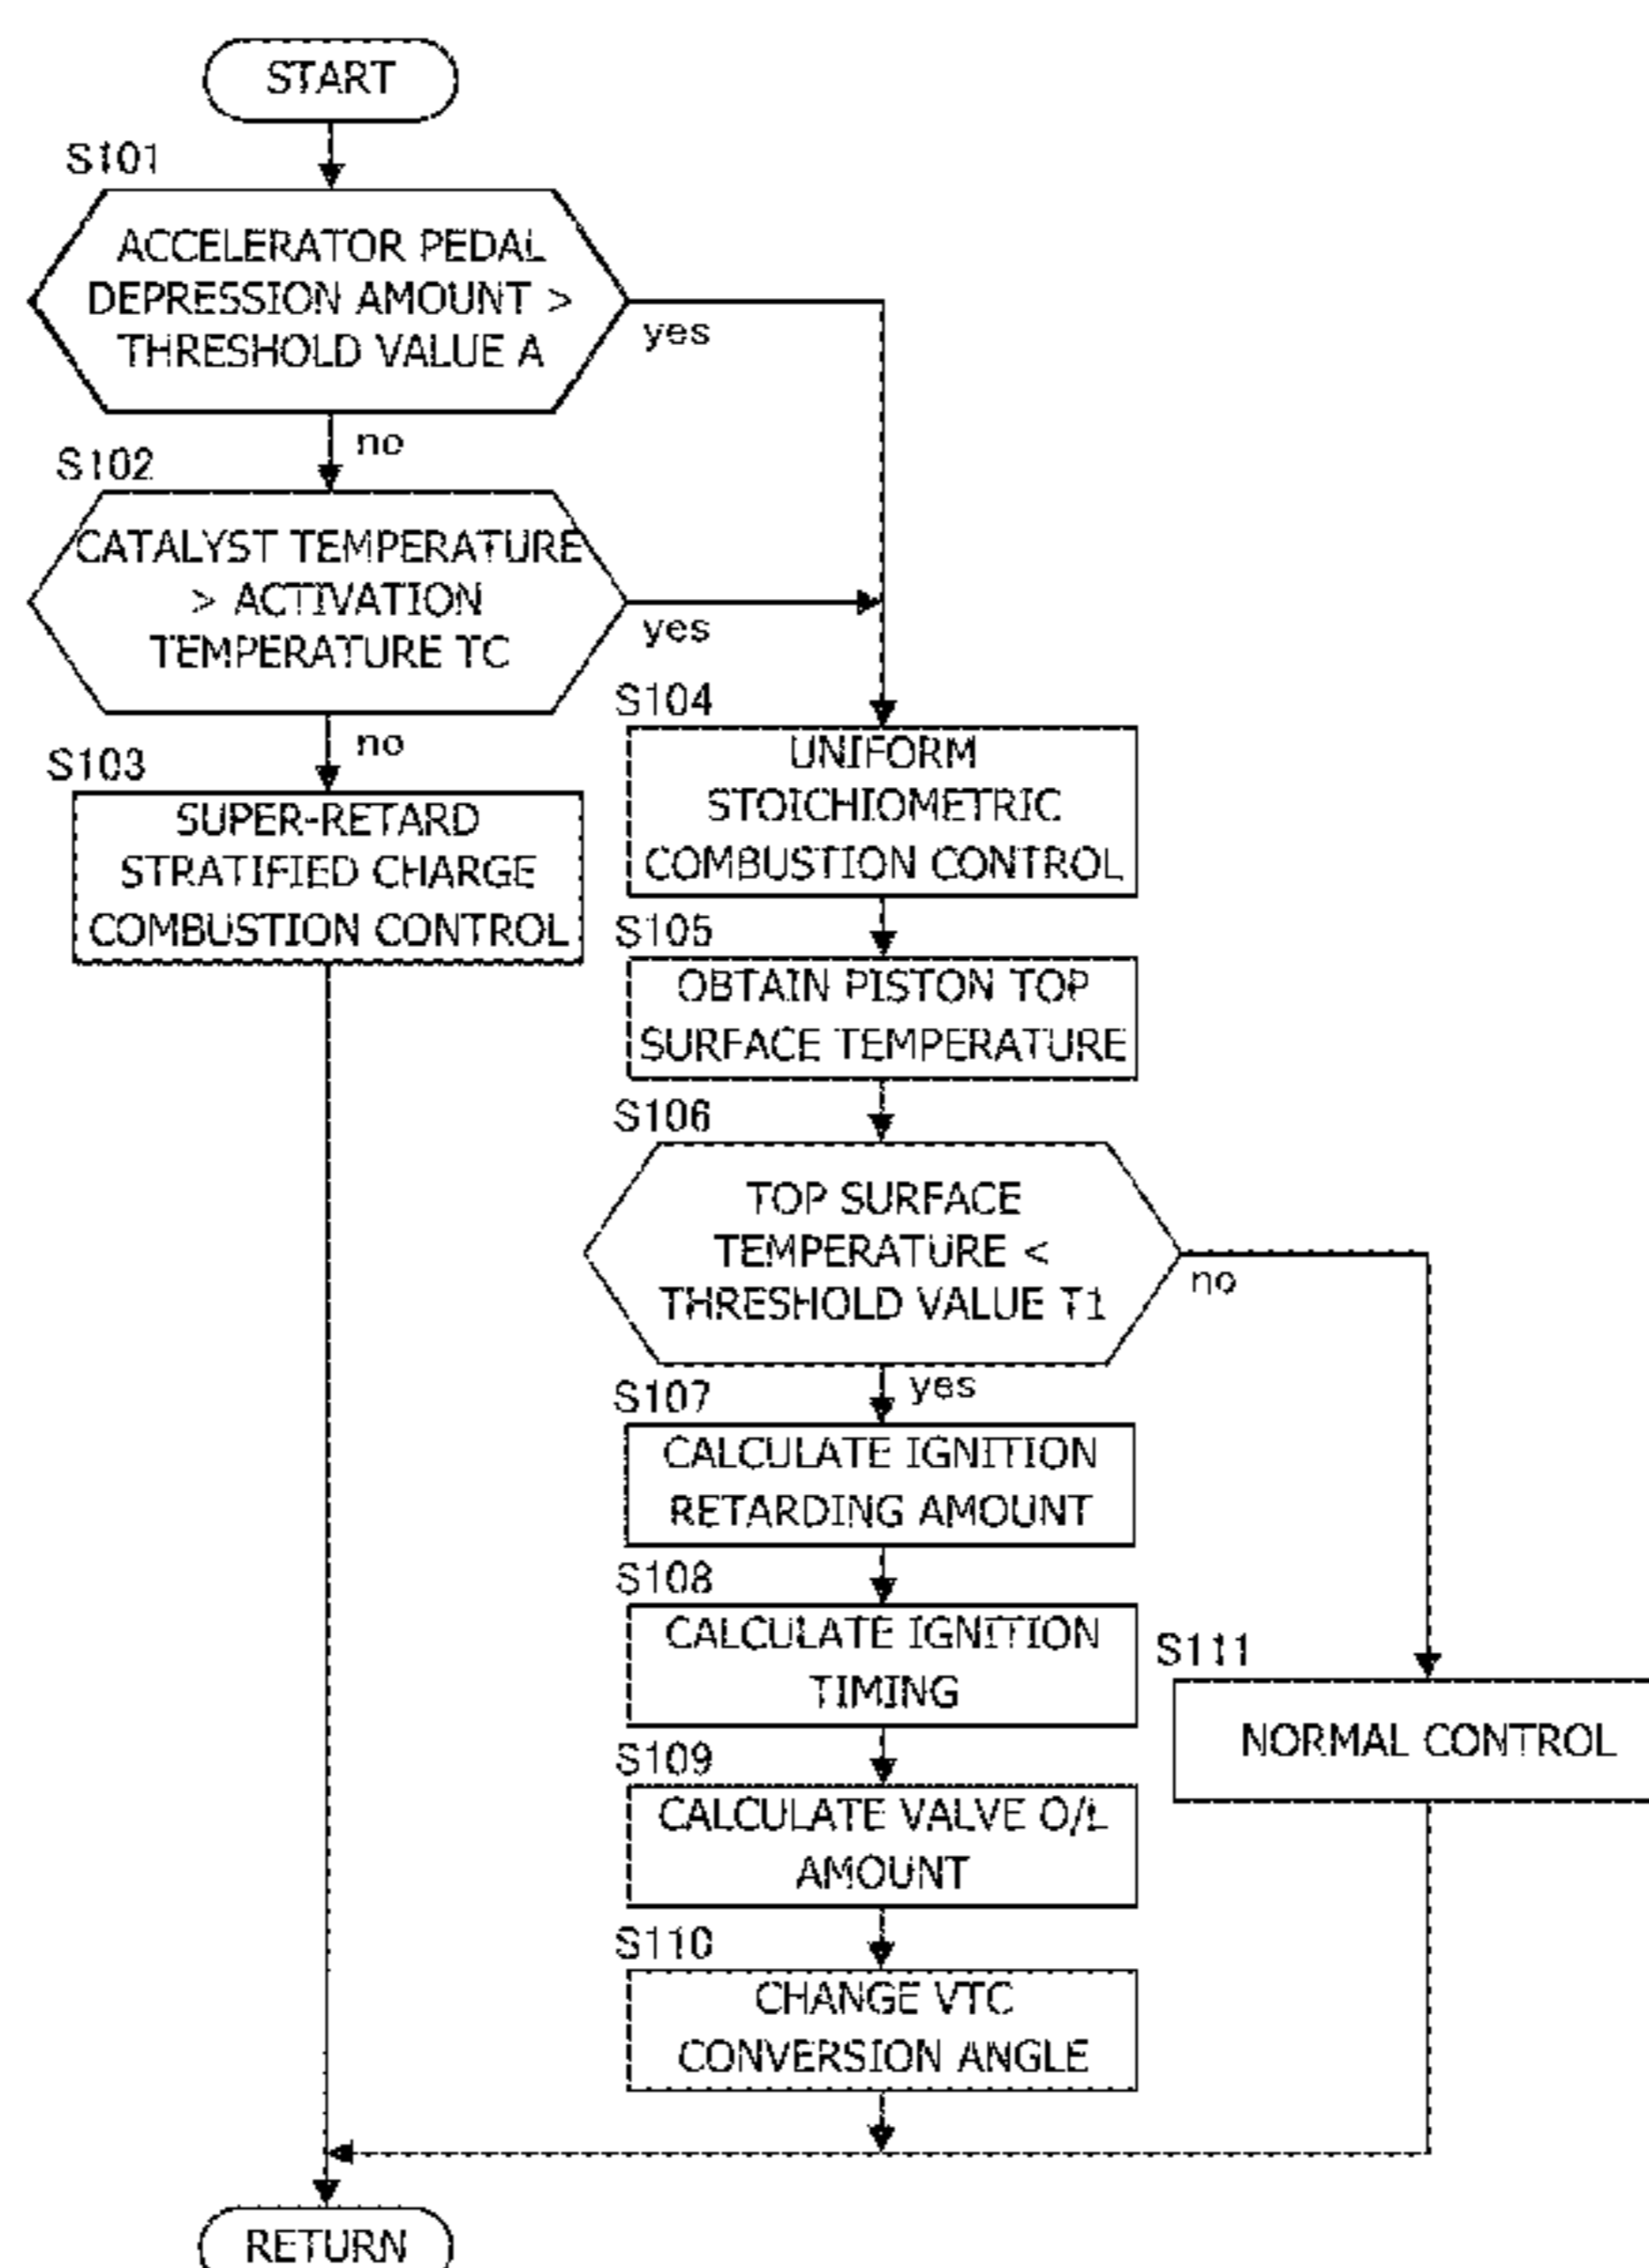 START
S101
ACCELERATOR PEDAL
DEPRESSION AMOUNT >
THRESHOLD VALUE A
yes
no
S102
CATALYST TEMPERATURE
> ACTIVATION
TEMPERATURE TC
yes
no
S103
SUPER-RETARD
STRATIFIED CHARGE
COMBUSTION CONTROL
S104
UNIFORM
STOICHIOMETRIC
COMBUSTION CONTROL
S105
OBTAIN PISTON TOP
SURFACE TEMPERATURE
S106
TOP SURFACE
TEMPERATURE <
THRESHOLD VALUE T1
no
yes
S107
CALCULATE IGNITION
RETARDING AMOUNT
S108
CALCULATE IGNITION
TIMING
S109
CALCULATE VALVE O/L
AMOUNT
S110
CHANGE VTC
CONVERSION ANGLE
S111
NORMAL CONTROL
RETURN